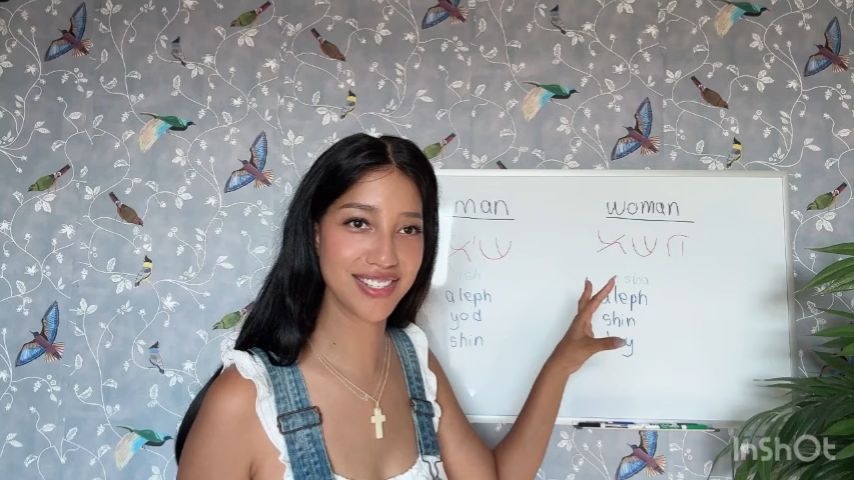 man
איש
ish
aleph
yod
shin
woman
אשה
aleph
shin
InShOt